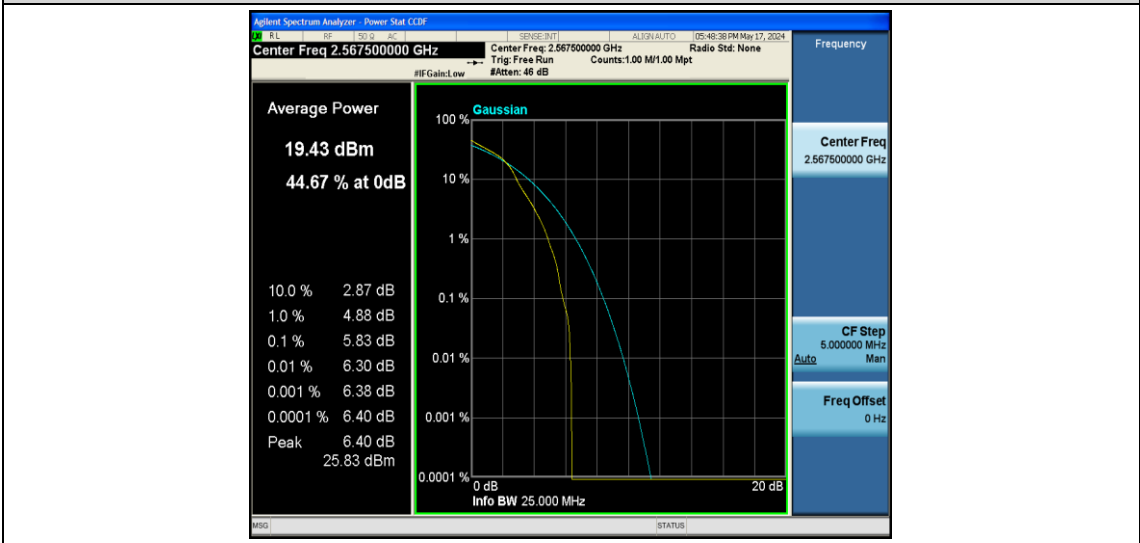 Agilent Spectrum Analyzer - Power Stat CCDF
RL RF 50 Ω AC SENSE:INT ALIGNAUTO 05:48:38 PM May 17, 2024
Center Freq 2.567500000 GHz
Center Freq: 2.567500000 GHz Radio Std: None
Trig: Free Run Counts:1.00 M/1.00 Mpt
#IFGain:Low #Atten: 46 dB
Frequency
Average Power
19.43 dBm
44.67 % at 0dB
10.0 % 2.87 dB
1.0 % 4.88 dB
0.1 % 5.83 dB
0.01 % 6.30 dB
0.001 % 6.38 dB
0.0001 % 6.40 dB
Peak 6.40 dB
25.83 dBm
Gaussian
100 %
10 %
1 %
0.1 %
0.01 %
0.001 %
0.0001 %
0 dB 20 dB
Info BW 25.000 MHz
Center Freq
2.567500000 GHz
CF Step
5.000000 MHz
Auto Man
Freq Offset
0 Hz
MSG STATUS